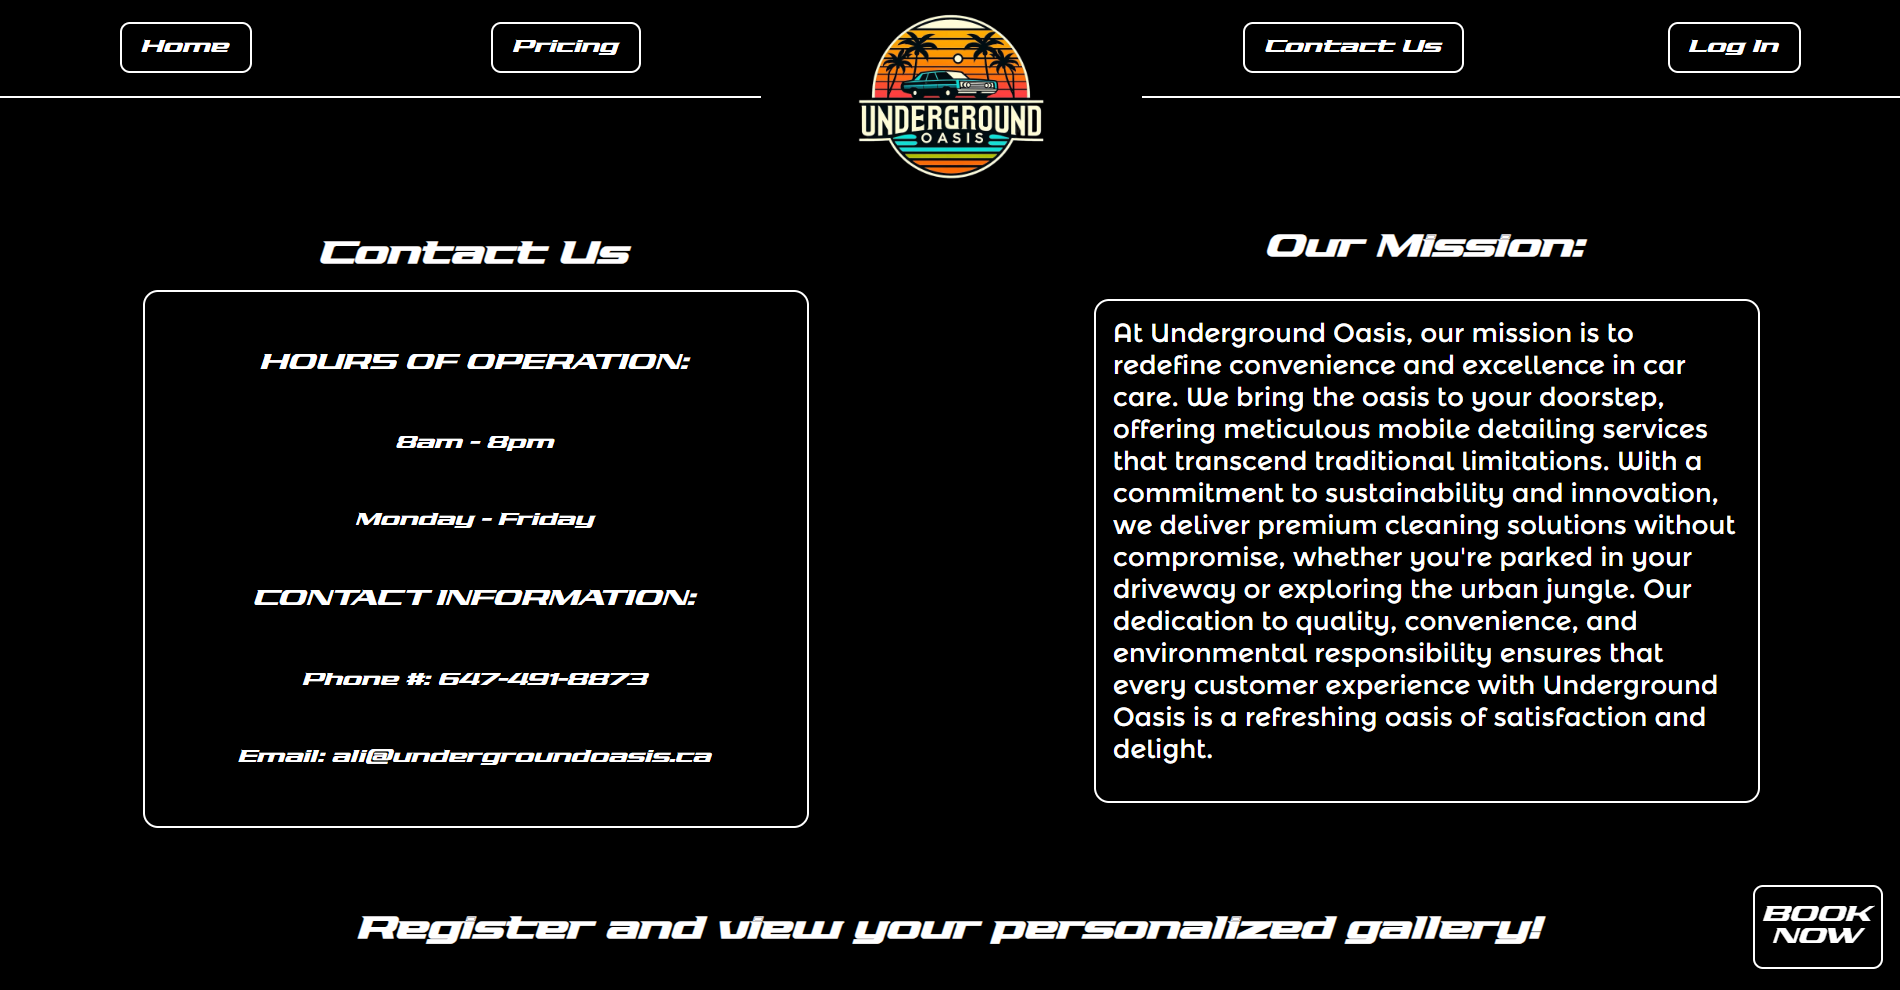 Home
Pricing
UNDERGROUND
OASIS
Contact Us
Log In
Contact Us
HOURS OF OPERATION:
8am - 8pm
Monday - Friday
CONTACT INFORMATION:
Phone #: 647-491-8873
Email: ali@undergroundoasis.ca
Our Mission:
At Underground Oasis, our mission is to
redefine convenience and excellence in car
care. We bring the oasis to your doorstep,
offering meticulous mobile detailing services
that transcend traditional limitations. With a
commitment to sustainability and innovation,
we deliver premium cleaning solutions without
compromise, whether you're parked in your
driveway or exploring the urban jungle. Our
dedication to quality, convenience, and
environmental responsibility ensures that
every customer experience with Underground
Oasis is a refreshing oasis of satisfaction and
delight.
Register and view your personalized gallery!
BOOK
NOW